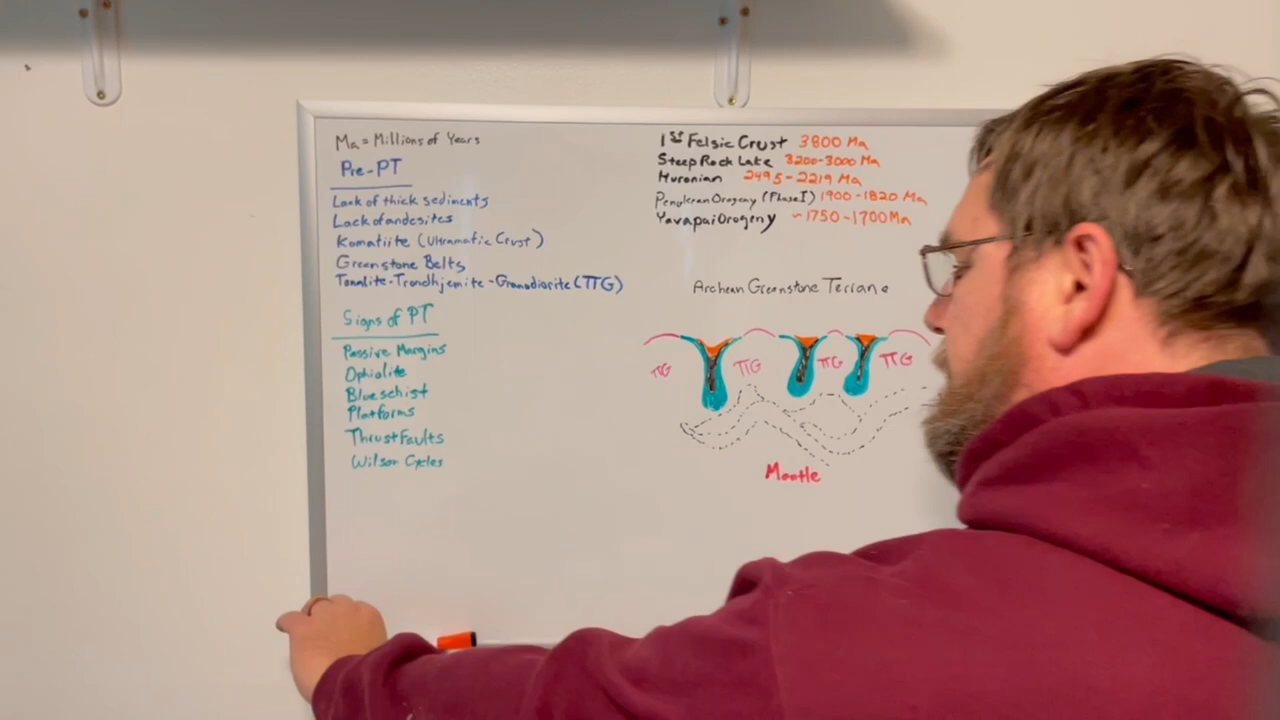 Ma = Millions of Years
Pre-PT
Lack of thick sediments
Lack of andesites
Komatiite (Ultramafic Crust)
Greenstone Belts
Tonalite-Trondhjemite-Granodiorite (TTG)
Signs of PT
Passive Margins
Ophiolite
Blueschist
Platforms
Thrust Faults
Wilson Cycles
1st Felsic Crust 3800 Ma
Steep Rock Lake 3200-3000 Ma
Huronian 2495-2219 Ma
Penokean Orogeny (Phase I) 1900-1820 Ma
Yavapai Orogeny ~1750-1700 Ma
Archean Greenstone Terrane
TTG TTG TTG TTG
Mantle